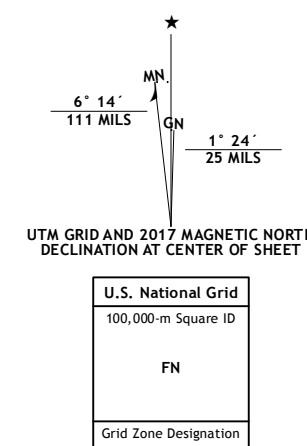 MN.
6° 14´
111 MILS
GN
1° 24´
25 MILS
UTM GRID AND 2017 MAGNETIC NORTH
DECLINATION AT CENTER OF SHEET
U.S. National Grid
100,000-m Square ID
FN
Grid Zone Designation